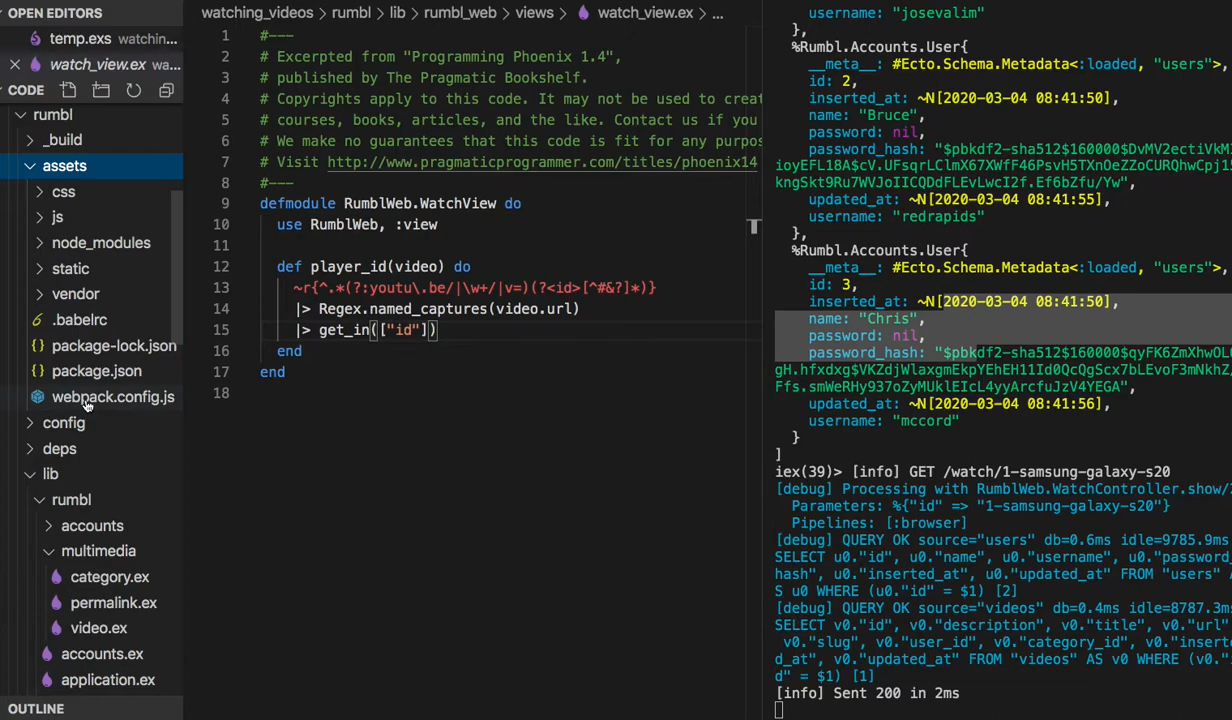 OPEN EDITORS
temp.exs watching...
watch_view.ex wa...
CODE
rumbl
_build
assets
css
js
node_modules
static
vendor
.babelrc
package-lock.json
package.json
webpack.config.js
config
deps
lib
rumbl
accounts
multimedia
category.ex
permalink.ex
video.ex
accounts.ex
application.ex
OUTLINE
watching_videos > rumbl > lib > rumbl_web > views > watch_view.ex > ...
1 #---
2 # Excerpted from "Programming Phoenix 1.4",
3 # published by The Pragmatic Bookshelf.
4 # Copyrights apply to this code. It may not be used to creat
5 # courses, books, articles, and the like. Contact us if you
6 # We make no guarantees that this code is fit for any purpos
7 # Visit http://www.pragmaticprogrammer.com/titles/phoenix14
8 #---
9 defmodule RumblWeb.WatchView do
10 use RumblWeb, :view
11
12 def player_id(video) do
13 ~r{^.*(?:youtu\.be/|\w+/|v=)(?<id>[^#&?]*)}
14 |> Regex.named_captures(video.url)
15 |> get_in(["id"])
16 end
17 end
18
username: "josevalim"
},
%Rumbl.Accounts.User{
__meta__: #Ecto.Schema.Metadata<:loaded, "users">,
id: 2,
inserted_at: ~N[2020-03-04 08:41:50],
name: "Bruce",
password: nil,
password_hash: "$pbkdf2-sha512$160000$DvMV2ectiVkM
ioyEFL18A$cV.UFsqrLClmX67XWfF46PsvH5TXnOeZZoCURQhwCpj15
kngSkt9Ru7WVJoIICQDdFLEvLwcI2f.Ef6bZfu/Yw",
updated_at: ~N[2020-03-04 08:41:55],
username: "redrapids"
},
%Rumbl.Accounts.User{
__meta__: #Ecto.Schema.Metadata<:loaded, "users">,
id: 3,
inserted_at: ~N[2020-03-04 08:41:50],
name: "Chris",
password: nil,
password_hash: "$pbkdf2-sha512$160000$qyFK6ZmXhwOL
gH.hfxdxg$VKZdjWlaxgmEkpYEhEH11Id0QcQgScx7bLEvoF3mNkhZ/
Ffs.smWeRHy937oZyMUklEIcL4yyArcfuJzV4YEGA",
updated_at: ~N[2020-03-04 08:41:56],
username: "mccord"
}
]
iex(39)> [info] GET /watch/1-samsung-galaxy-s20
[debug] Processing with RumblWeb.WatchController.show/
Parameters: %{"id" => "1-samsung-galaxy-s20"}
Pipelines: [:browser]
[debug] QUERY OK source="users" db=0.6ms idle=9785.9m
SELECT u0."id", u0."name", u0."username", u0."password_
hash", u0."inserted_at", u0."updated_at" FROM "users" A
S u0 WHERE (u0."id" = $1) [2]
[debug] QUERY OK source="videos" db=0.4ms idle=8787.3m
SELECT v0."id", v0."description", v0."title", v0."url"
, v0."slug", v0."user_id", v0."category_id", v0."insert
d_at", v0."updated_at" FROM "videos" AS v0 WHERE (v0."
d" = $1) [1]
[info] Sent 200 in 2ms